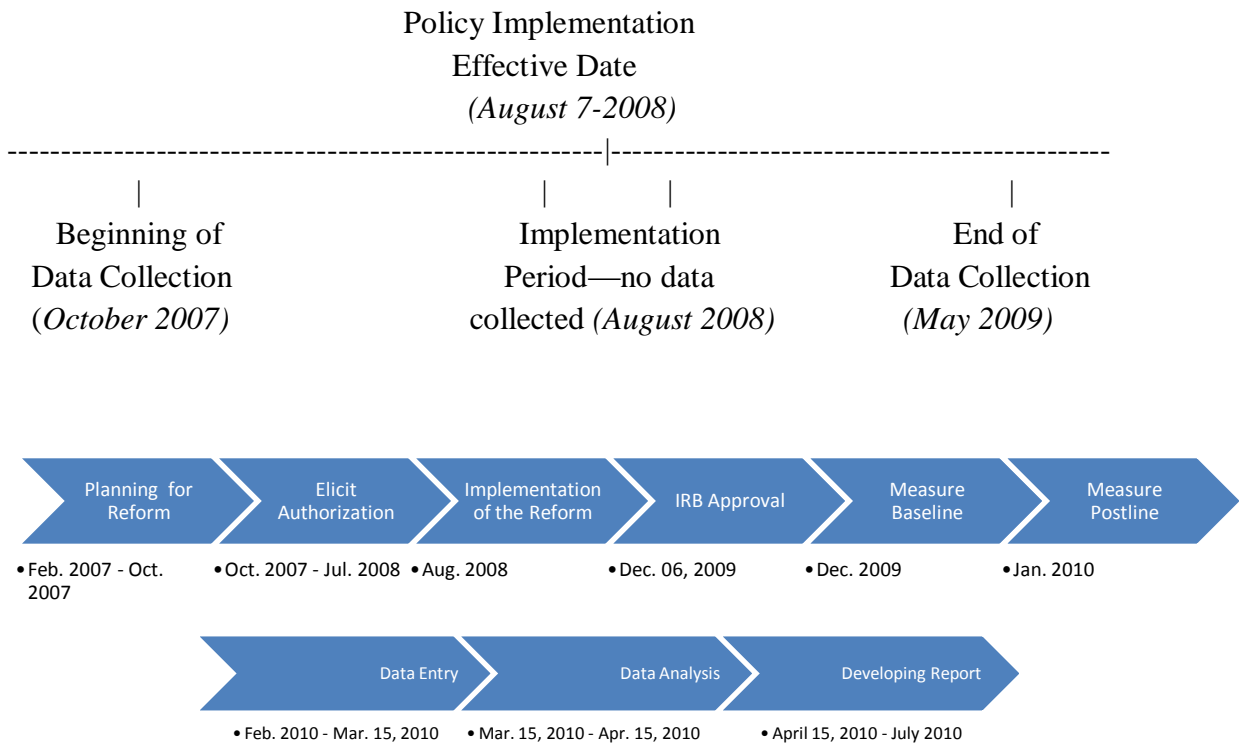 Policy Implementation
Effective Date
(August 7-2008)
---------------------------------------------------------|------------------------------------------------
| | | |
Beginning of Implementation End of
Data Collection Period—no data Data Collection
(October 2007) collected (August 2008) (May 2009)
Planning for Reform
Elicit Authorization
Implementation of the Reform
IRB Approval
Measure Baseline
Measure Postline
•Feb. 2007 - Oct. 2007
•Oct. 2007 - Jul. 2008
•Aug. 2008
•Dec. 06, 2009
•Dec. 2009
•Jan. 2010
Data Entry
Data Analysis
Developing Report
•Feb. 2010 - Mar. 15, 2010
•Mar. 15, 2010 - Apr. 15, 2010
•April 15, 2010 - July 2010